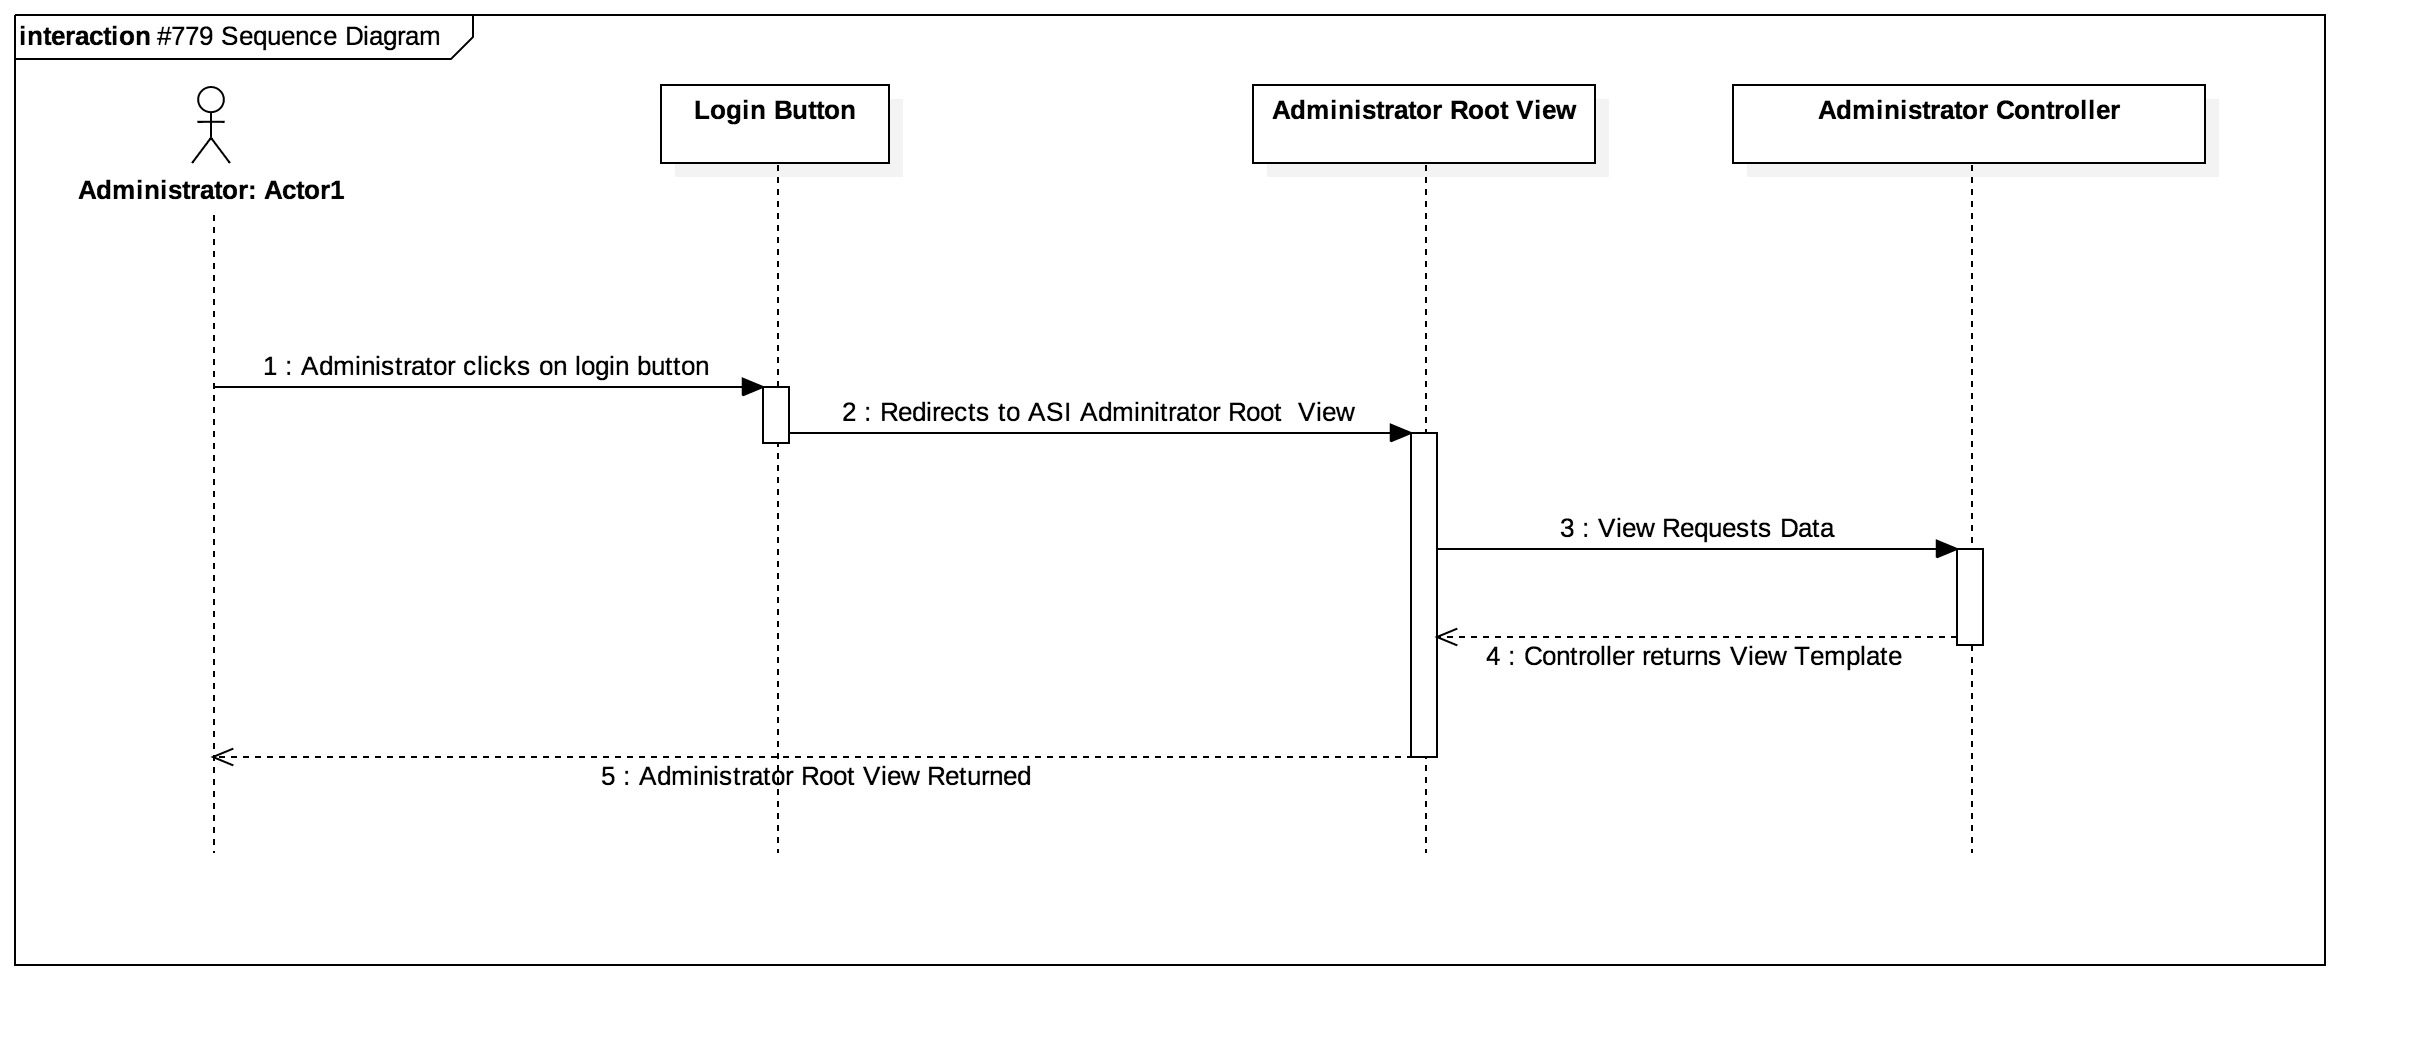 interaction #779 Sequence Diagram
Login Button
Administrator Root View
Administrator Controller
Administrator: Actor1
1 : Administrator clicks on login button
2 : Redirects to ASI Adminitrator Root  View
3 : View Requests Data
4 : Controller returns View Template
5 : Administrator Root View Returned